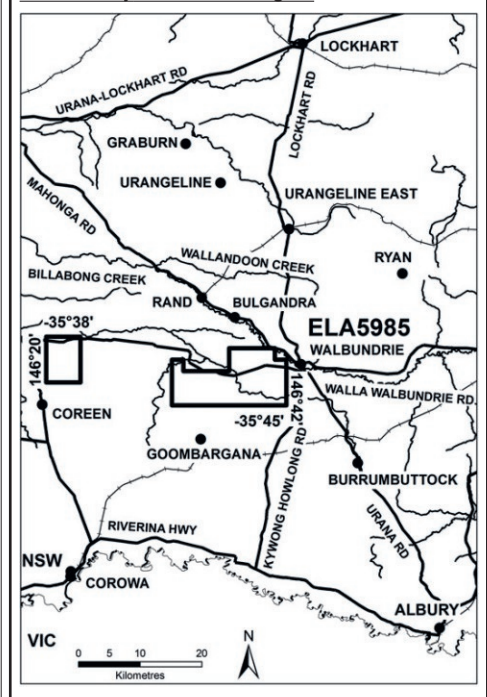 LOCKHART
URANA-LOCKHART RD
LOCKHART RD
GRABURN
URANGELINE
MAHONGA RD
URANGELINE EAST
WALLANDOON CREEK
RYAN
BILLABONG CREEK
RAND
BULGANDRA
ELA5985
-35°38'
WALBUNDRIE
146°20'
146°42'
WALLA WALBUNDRIE RD
COREEN
-35°45'
GOOMBARGANA
KYWONG HOWLONG RD
BURRUMBUTTOCK
URANA RD
RIVERINA HWY
NSW
COROWA
ALBURY
VIC
N
0 5 10 20
Kilometres